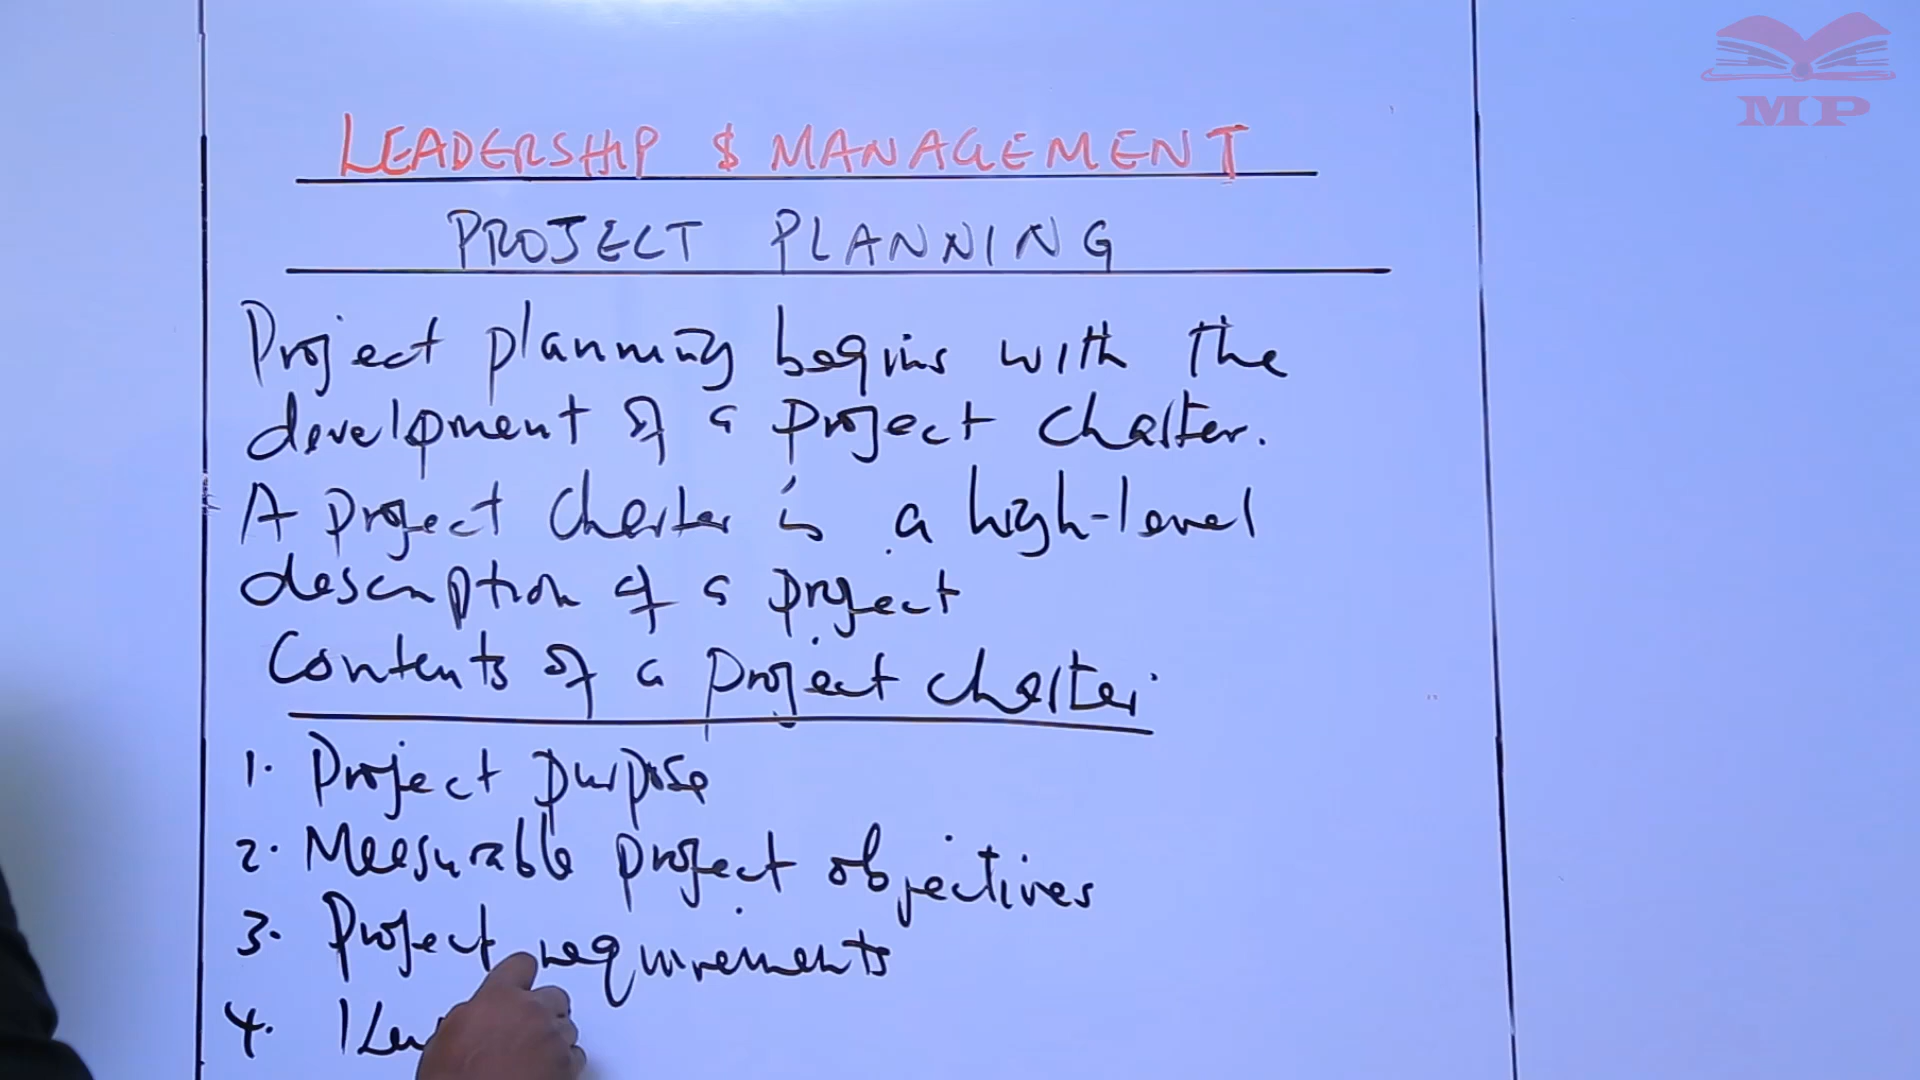 MP
LEADERSHIP & MANAGEMENT
PROJECT PLANNING
Project planning begins with the
development of a project charter.
A project charter is a high-level
description of a project
Contents of a project charter
1. Project purpose
2. Measurable project objectives
3. Project requirements
4.